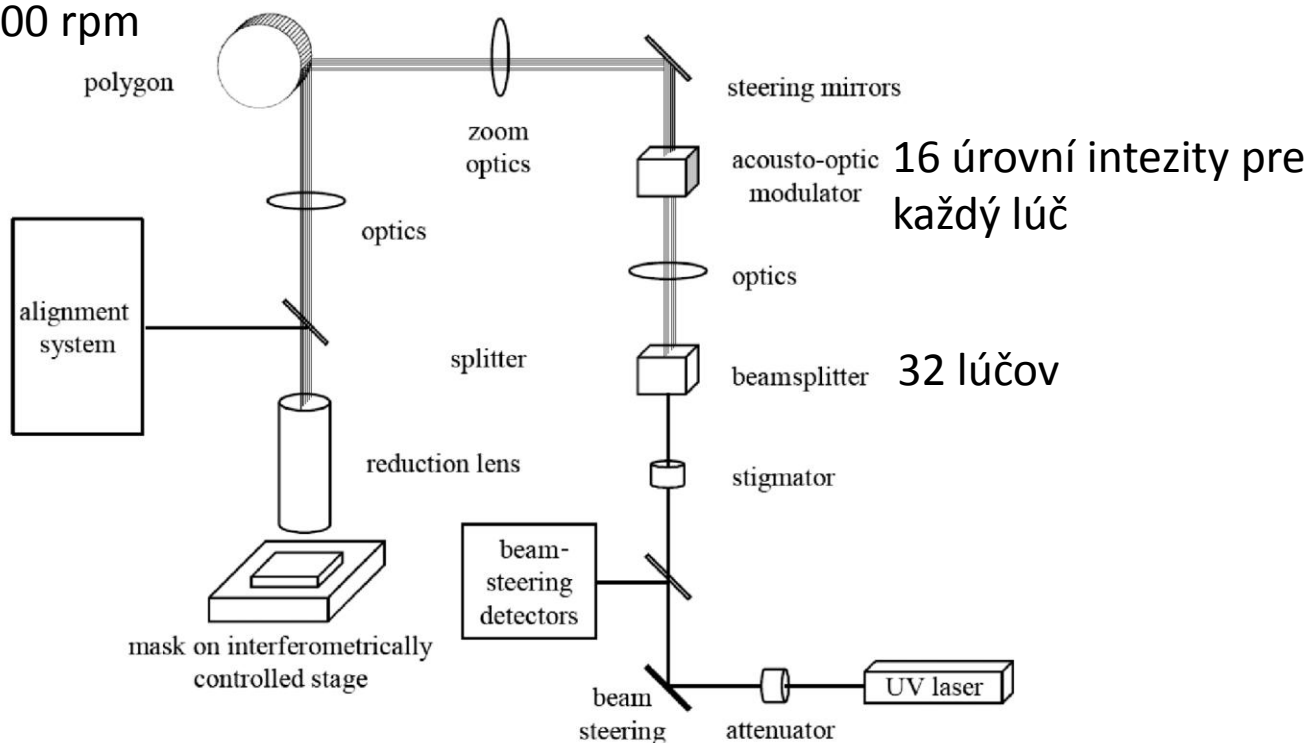 00 rpm
polygon
zoom
optics
steering mirrors
acousto-optic
modulator
16 úrovní intezity pre
každý lúč
optics
optics
alignment
system
splitter
beamsplitter
32 lúčov
reduction lens
stigmator
beam-
steering
detectors
mask on interferometrically
controlled stage
beam
steering
attenuator
UV laser